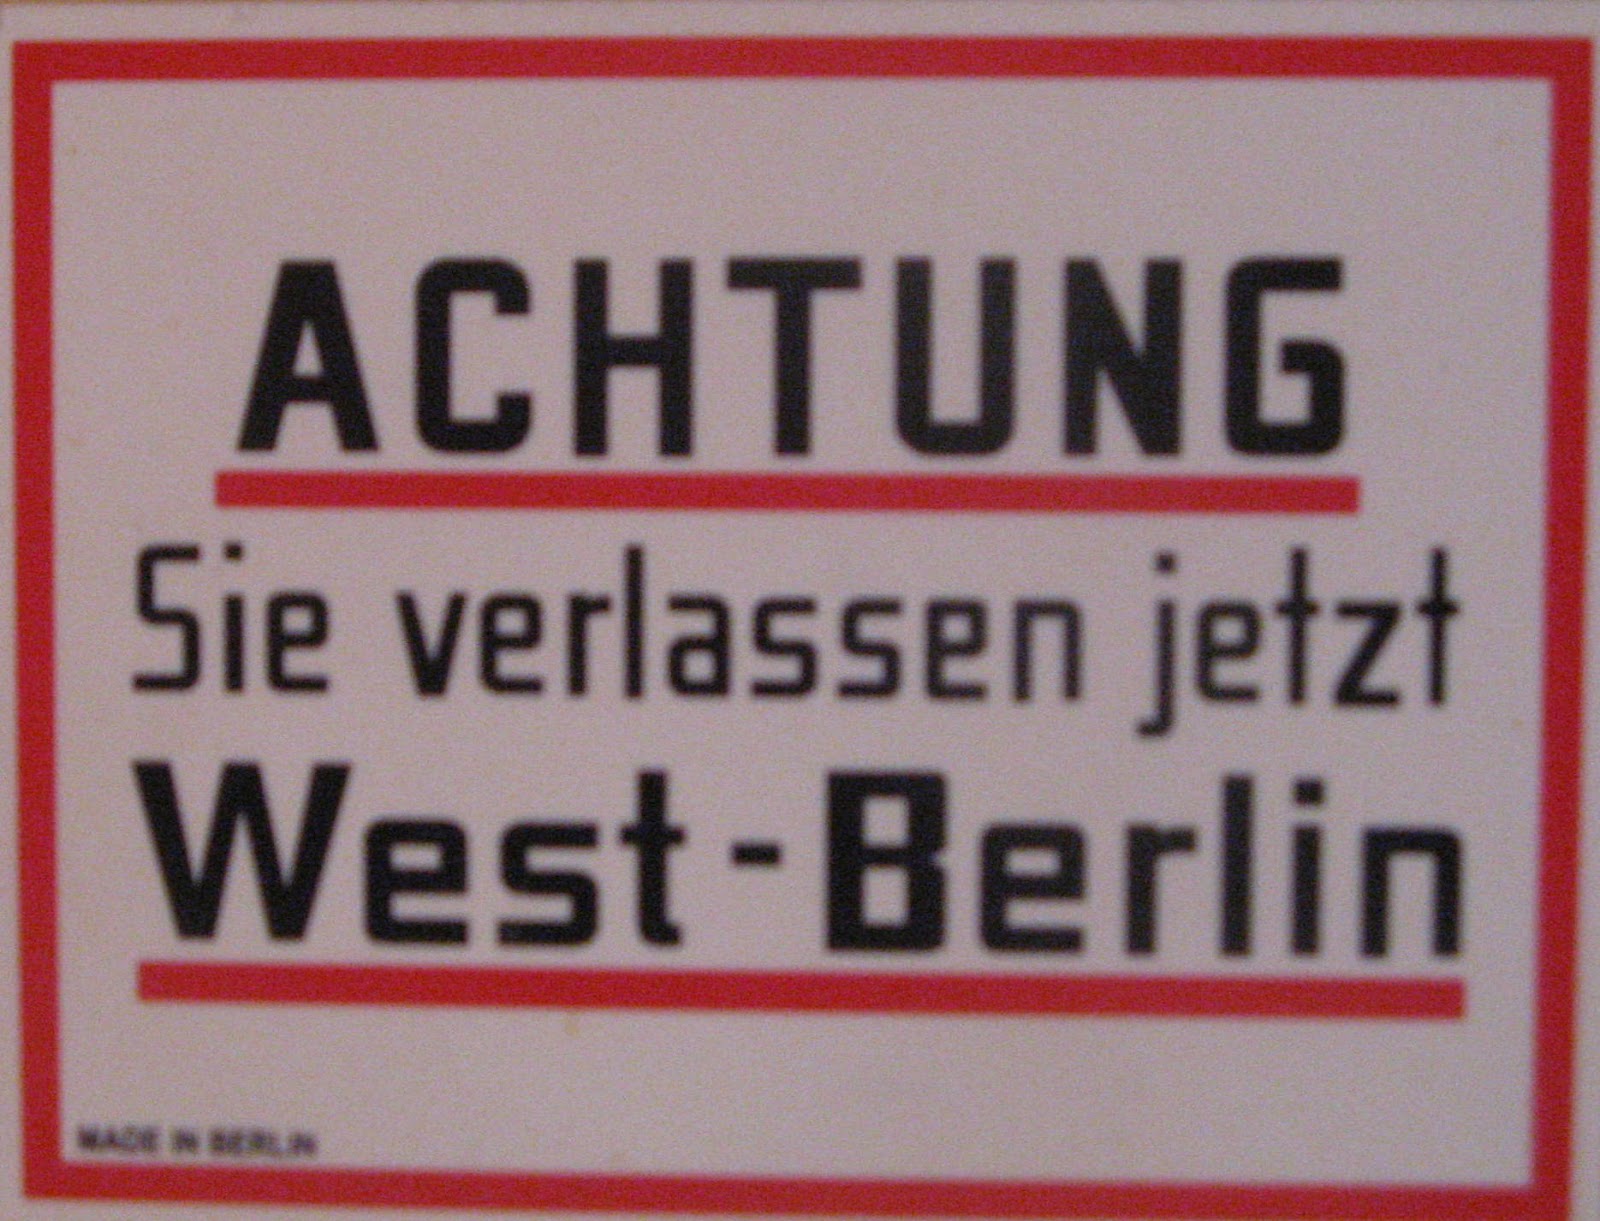 ACHTUNG
Sie verlassen jetzt
West-Berlin
MADE IN BERLIN